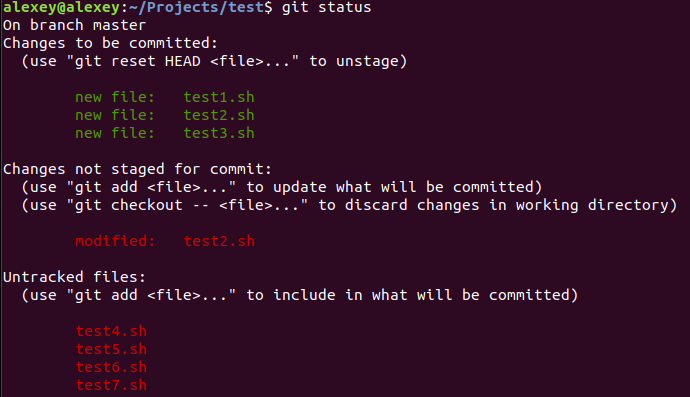 alexey@alexey:~/Projects/test$ git status
On branch master
Changes to be committed:
  (use "git reset HEAD <file>..." to unstage)
        new file:   test1.sh
        new file:   test2.sh
        new file:   test3.sh
Changes not staged for commit:
  (use "git add <file>..." to update what will be committed)
  (use "git checkout -- <file>..." to discard changes in working directory)
        modified:   test2.sh
Untracked files:
  (use "git add <file>..." to include in what will be committed)
        test4.sh
        test5.sh
        test6.sh
        test7.sh